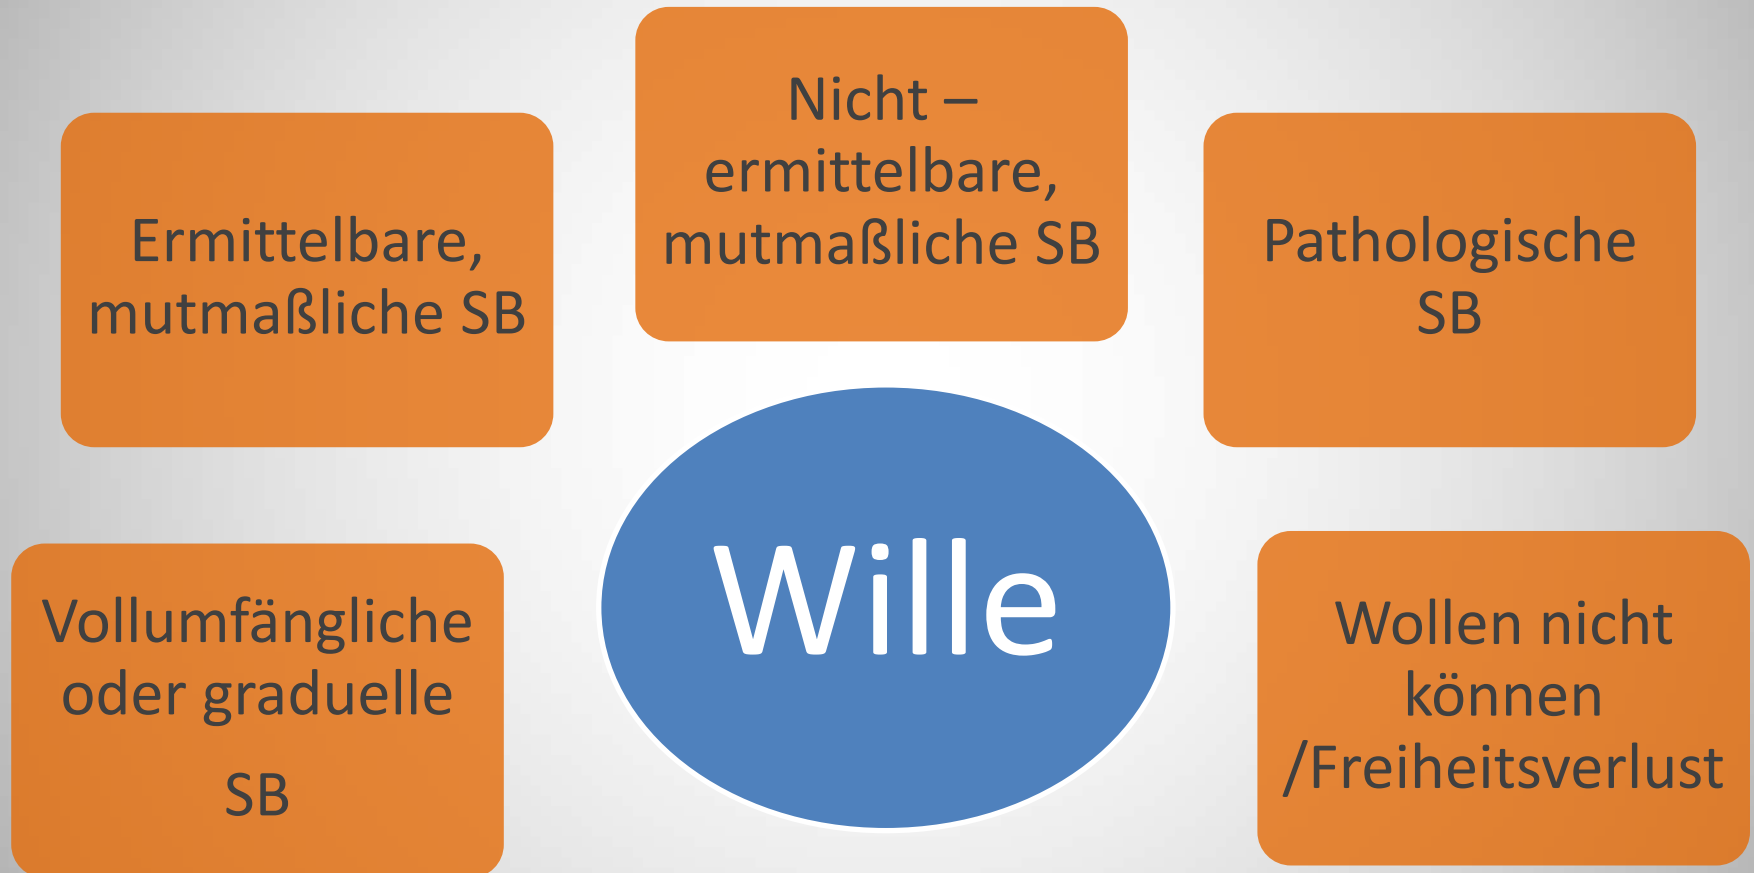 Nicht –
ermittelbare,
mutmaßliche SB
Ermittelbare,
mutmaßliche SB
Pathologische
SB
Wille
Vollumfängliche
oder graduelle
SB
Wollen nicht
können
/Freiheitsverlust